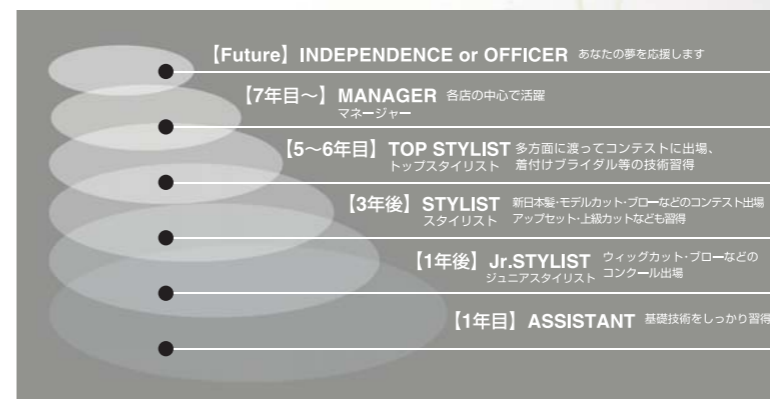 【Future】INDEPENDENCE or OFFICER あなたの夢を応援します
【7年目〜】MANAGER 各店の中心で活躍
マネージャー
【5〜6年目】TOP STYLIST 多方面に渡ってコンテストに出場、
トップスタイリスト 着付けブライダル等の技術習得
【3年後】STYLIST 新日本髪・モデルカット・ブローなどのコンテスト出場
スタイリスト アップセット・上級カットなども習得
【1年後】Jr.STYLIST ウィッグカット・ブローなどの
ジュニアスタイリスト コンクール出場
【1年目】ASSISTANT 基礎技術をしっかり習得